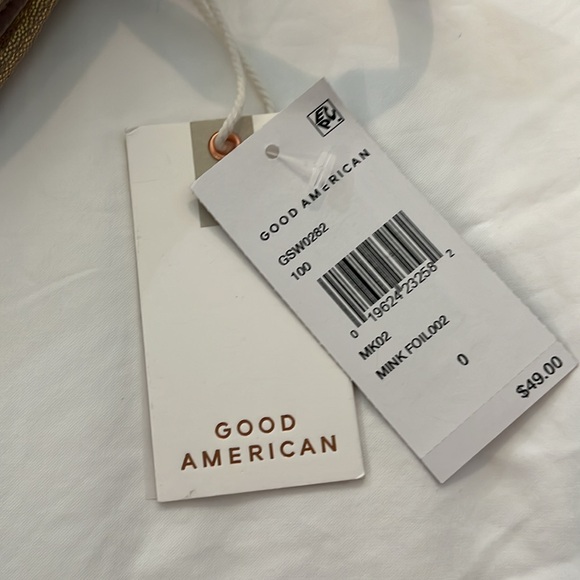 GOOD AMERICAN
GSW0282
100
0 19624 23258 2
MK02
MINK FOIL002
0
$49.00
GOOD
AMERICAN